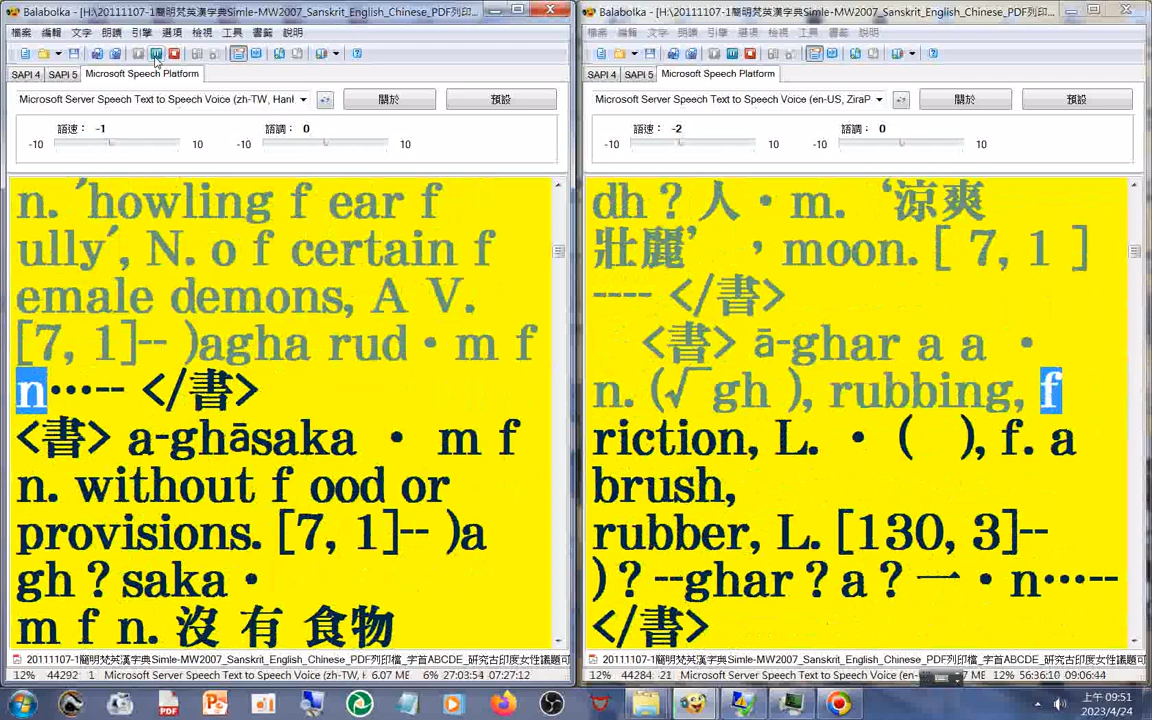 Balabolka - [H:\20111107-1簡明梵英漢字典Simle-MW2007_Sanskrit_English_Chinese_PDF列印...
檔案 編輯 文字 朗讀 引擎 選項 檢視 工具 書籤 說明
SAPI 4 SAPI 5 Microsoft Speech Platform
Microsoft Server Speech Text to Speech Voice (zh-TW, Hanl 關於 預設
語速： -1 語調： 0
-10 10 -10 10
n. ′howling f ear f
ully′, N. o f certain f
emale demons, A V.
[7, 1]-- )agha rud‧m f
n…-- </書>
<書> a-ghāsaka ‧ m f
n. without f ood or
provisions. [7, 1]-- )a
gh？saka‧
m f n. 沒 有 食物
20111107-1簡明梵英漢字典Simle-MW2007_Sanskrit_English_Chinese_PDF列印檔_字首ABCDE_研究古印度女性議題可
12% 44292 : 1 Microsoft Server Speech Text to Speech Voice (zh-TW, H 6.07 MB 6% 27:03:54 07:27:12
Balabolka - [H:\20111107-1簡明梵英漢字典Simle-MW2007_Sanskrit_English_Chinese_PDF列印...
檔案 編輯 文字 朗讀 引擎 選項 檢視 工具 書籤 說明
SAPI 4 SAPI 5 Microsoft Speech Platform
Microsoft Server Speech Text to Speech Voice (en-US, ZiraP 關於 預設
語速： -2 語調： 0
-10 10 -10 10
dh？人‧m. ‘涼爽
壯麗’ ，moon. [ 7, 1 ]
---- </書>
<書> ā-ghar a a ‧
n. (√ gh ), rubbing, f
riction, L. ‧ ( ), f. a
brush,
rubber, L. [130, 3]--
)？--ghar？a？一‧n…--
</書>
20111107-1簡明梵英漢字典Simle-MW2007_Sanskrit_English_Chinese_PDF列印檔_字首ABCDE_研究古印度女性議題可
12% 44284 : 21 Microsoft Server Speech Text to Speech Voice 12% 56:36:10 09:06:44
上午 09:51
2023/4/24